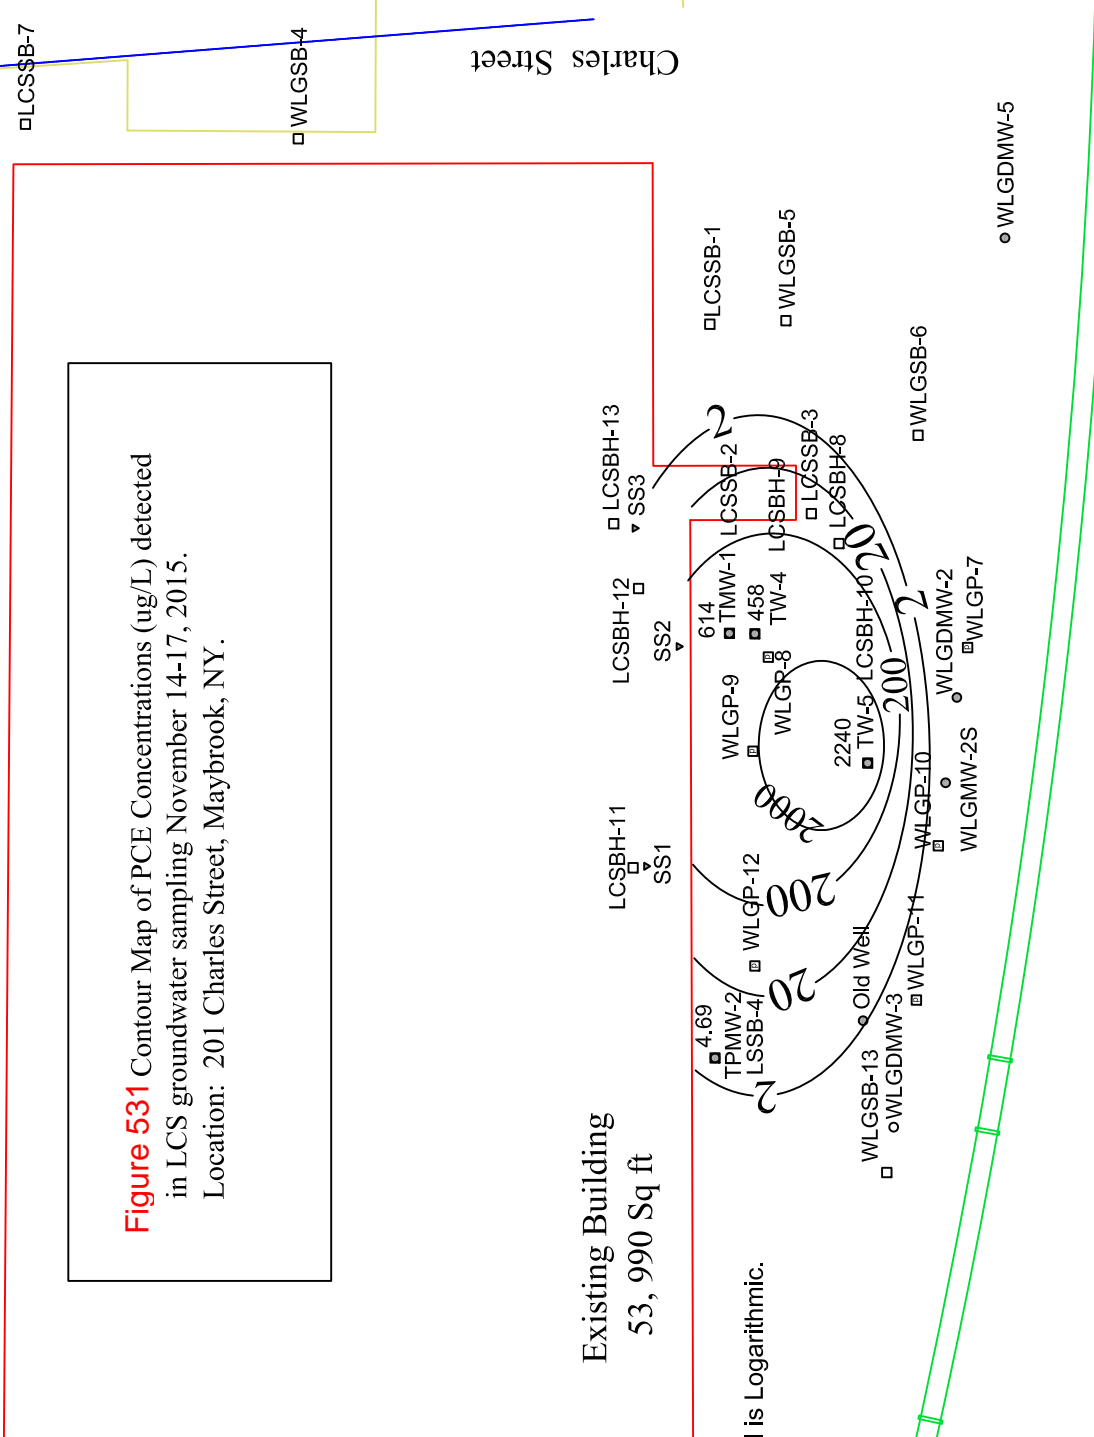 Figure 531 Contour Map of PCE Concentrations (ug/L) detected
in LCS groundwater sampling November 14-17, 2015.
Location: 201 Charles Street, Maybrook, NY.
LCSSB-7
WLGSB-4
Charles Street
Existing Building
53, 990 Sq ft
is Logarithmic.
LCSBH-11
SS1
LCSBH-12
SS2
LCSBH-13
SS3
LCSSB-1
WLGSB-5
WLGSB-6
WLGDMW-5
4.69
TPMW-2
LSSB-4
WLGP-12
WLGP-9
WLGP-8
614
TMW-1
458
TW-4
LCSSB-2
LCSBH-9
LCSSB-3
LCSBH-8
2240
TW-5
LCSBH-10
Old Well
WLGSB-13
WLGDMW-3
WLGP-11
WLGP-10
WLGMW-2S
WLGDMW-2
WLGP-7
2
20
200
2000
200
20
2
2